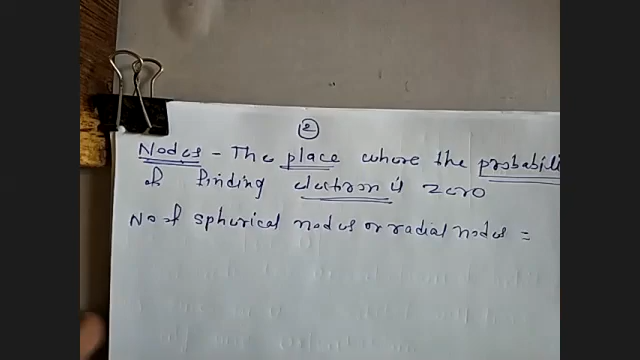 2
Nodes - The place where the probabili
of finding electron is zero
No of spherical nodes or radial nodes =